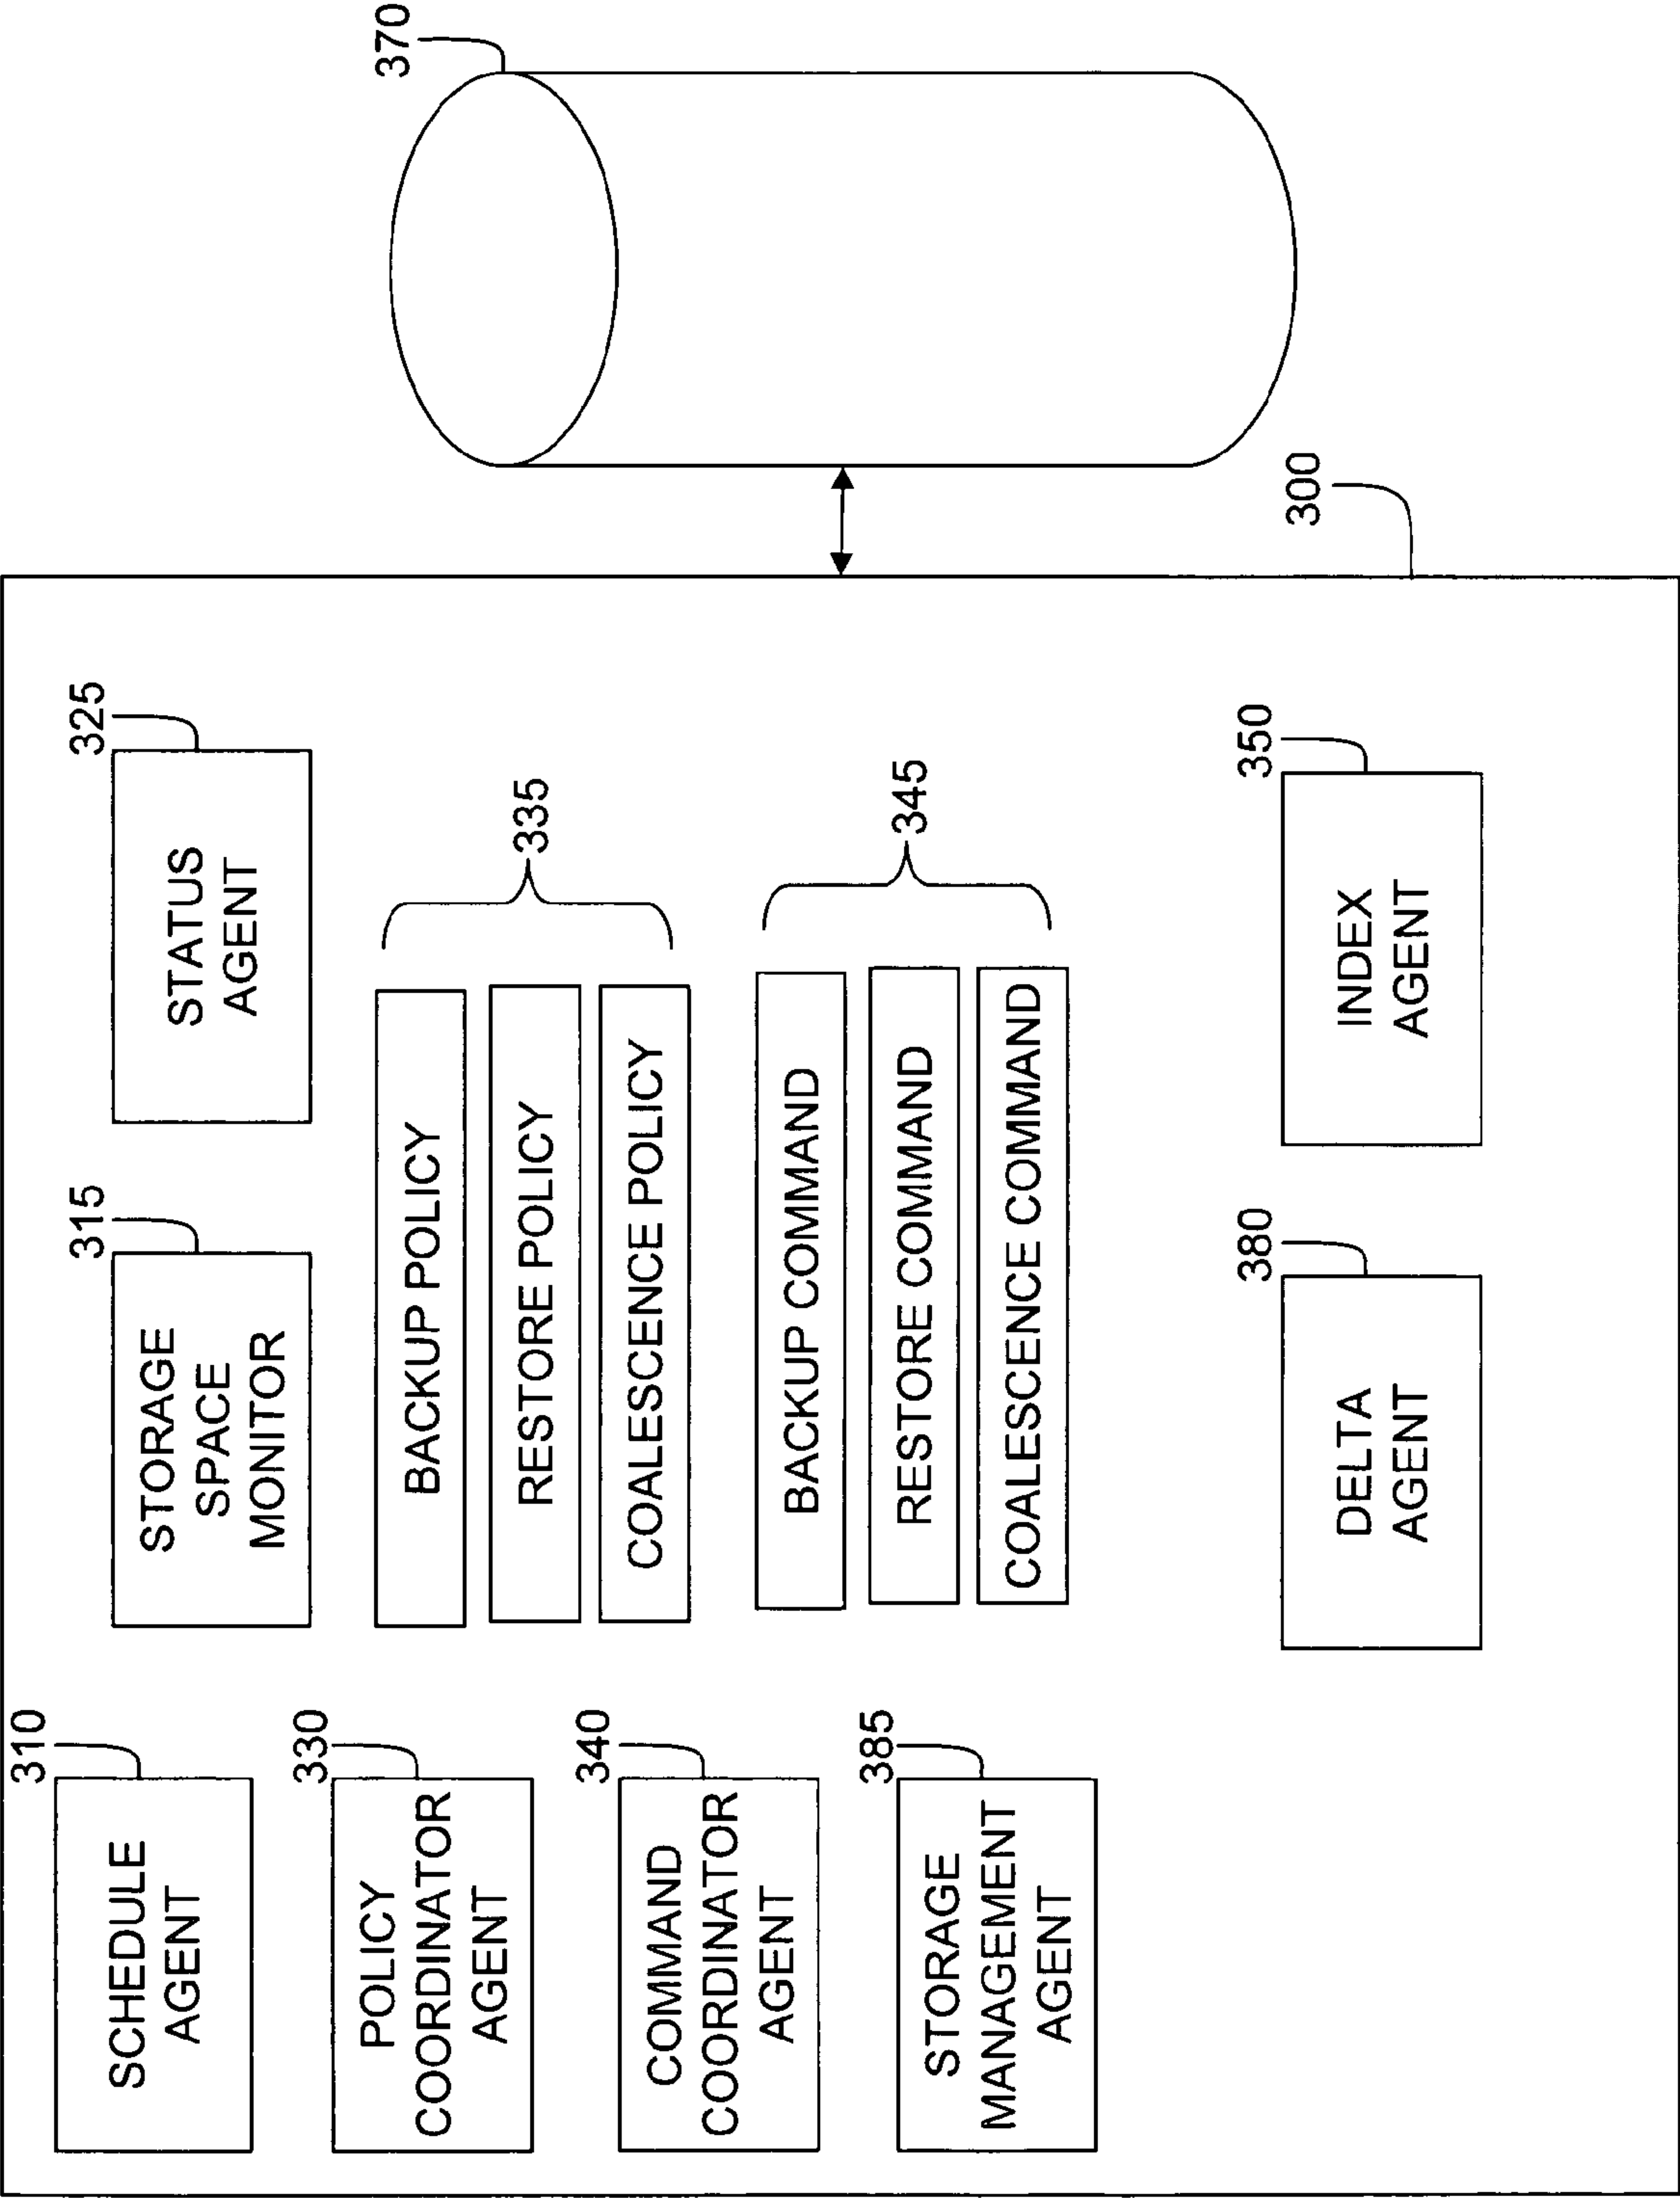 310
SCHEDULE
AGENT
315
STORAGE
SPACE
MONITOR
325
STATUS
AGENT
330
POLICY
COORDINATOR
AGENT
BACKUP POLICY
RESTORE POLICY
COALESCENCE POLICY
335
340
COMMAND
COORDINATOR
AGENT
BACKUP COMMAND
RESTORE COMMAND
COALESCENCE COMMAND
345
385
STORAGE
MANAGEMENT
AGENT
380
DELTA
AGENT
350
INDEX
AGENT
300
370